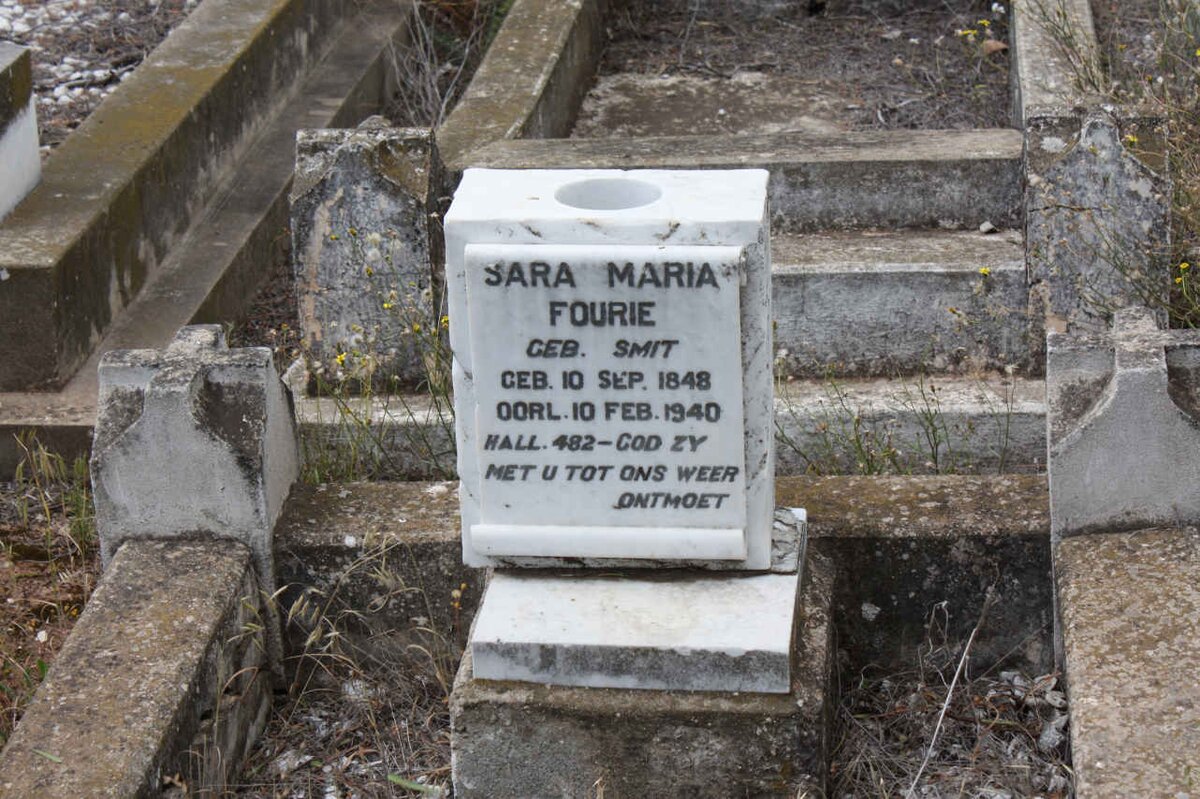 SARA MARIA
FOURIE
GEB. SMIT
GEB. 10 SEP. 1848
OORL. 10 FEB. 1940
HALL. 482 - GOD ZY
MET U TOT ONS WEER
ONTMOET